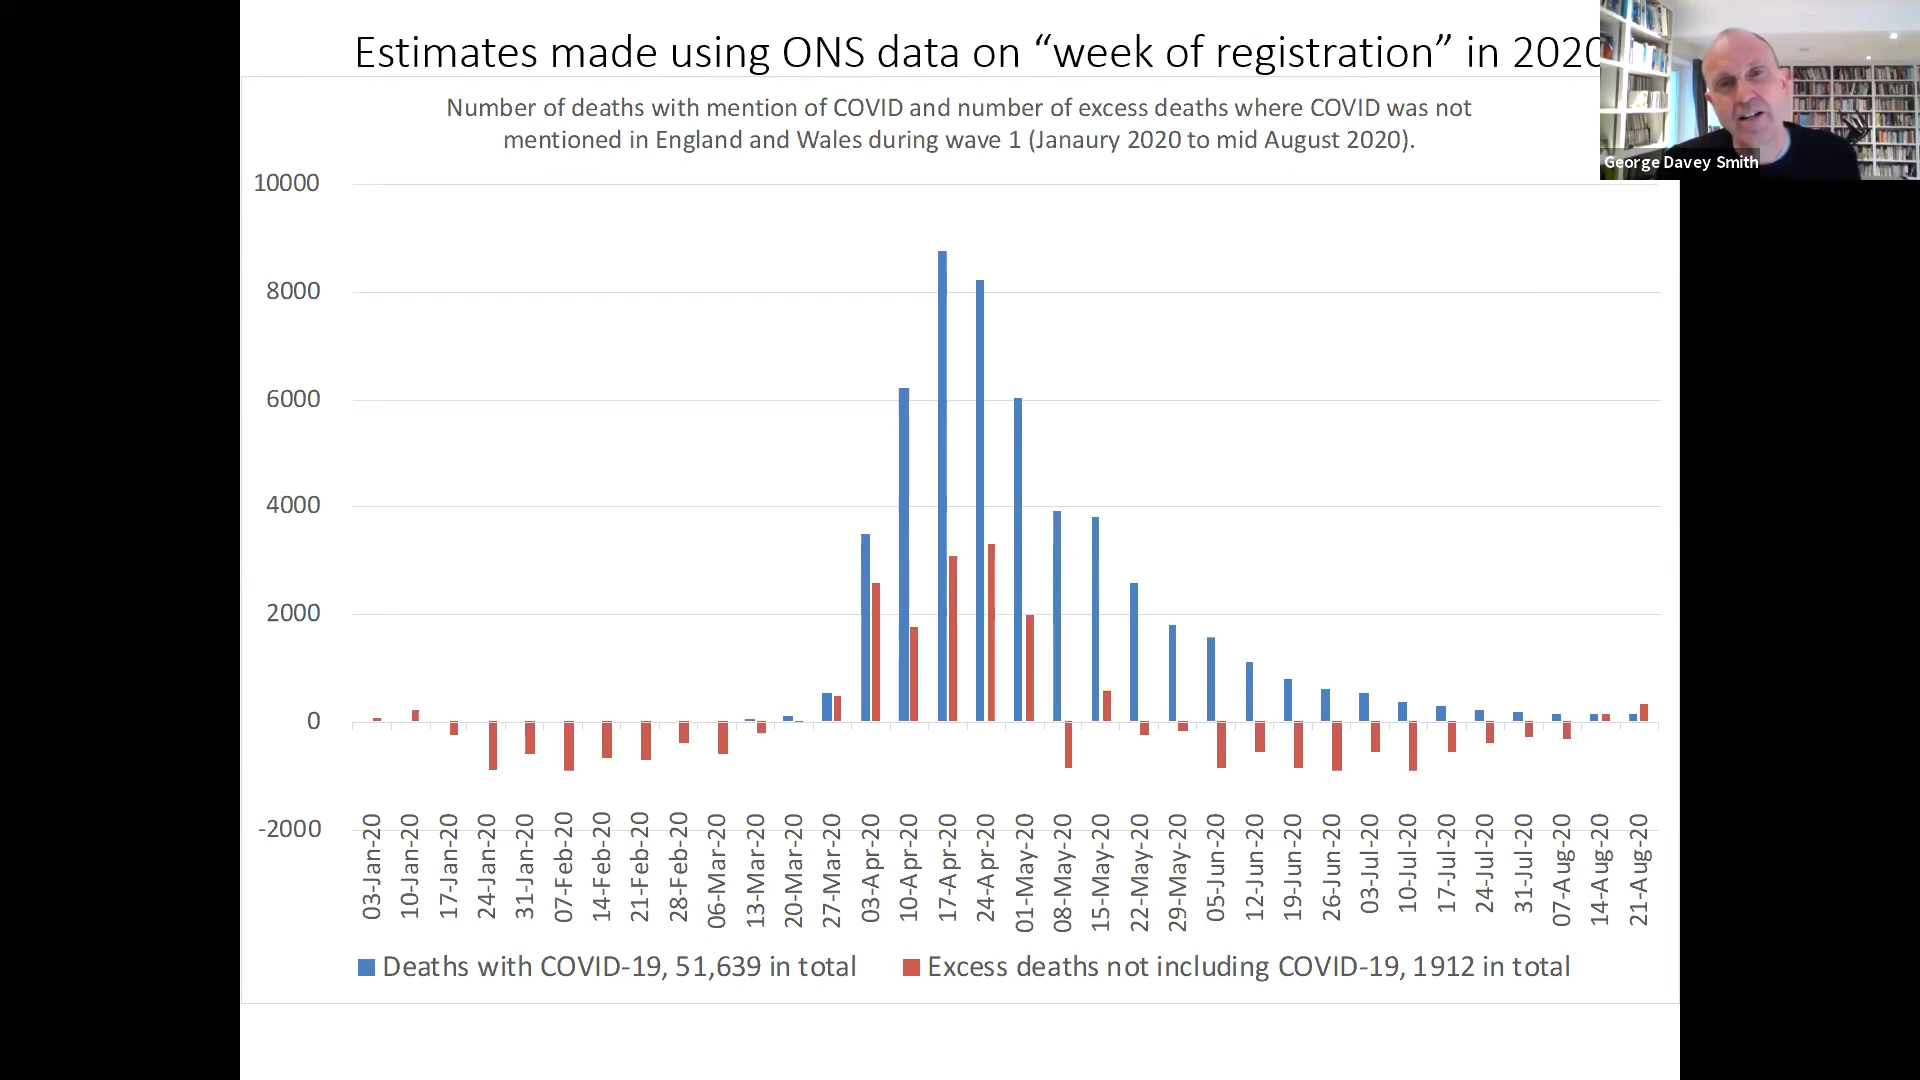 Estimates made using ONS data on “week of registration” in 2020
George Davey Smith
Number of deaths with mention of COVID and number of excess deaths where COVID was not
mentioned in England and Wales during wave 1 (Janaury 2020 to mid August 2020).
10000
8000
6000
4000
2000
0
-2000
03-Jan-20
10-Jan-20
17-Jan-20
24-Jan-20
31-Jan-20
07-Feb-20
14-Feb-20
21-Feb-20
28-Feb-20
06-Mar-20
13-Mar-20
20-Mar-20
27-Mar-20
03-Apr-20
10-Apr-20
17-Apr-20
24-Apr-20
01-May-20
08-May-20
15-May-20
22-May-20
29-May-20
05-Jun-20
12-Jun-20
19-Jun-20
26-Jun-20
03-Jul-20
10-Jul-20
17-Jul-20
24-Jul-20
31-Jul-20
07-Aug-20
14-Aug-20
21-Aug-20
Deaths with COVID-19, 51,639 in total
Excess deaths not including COVID-19, 1912 in total